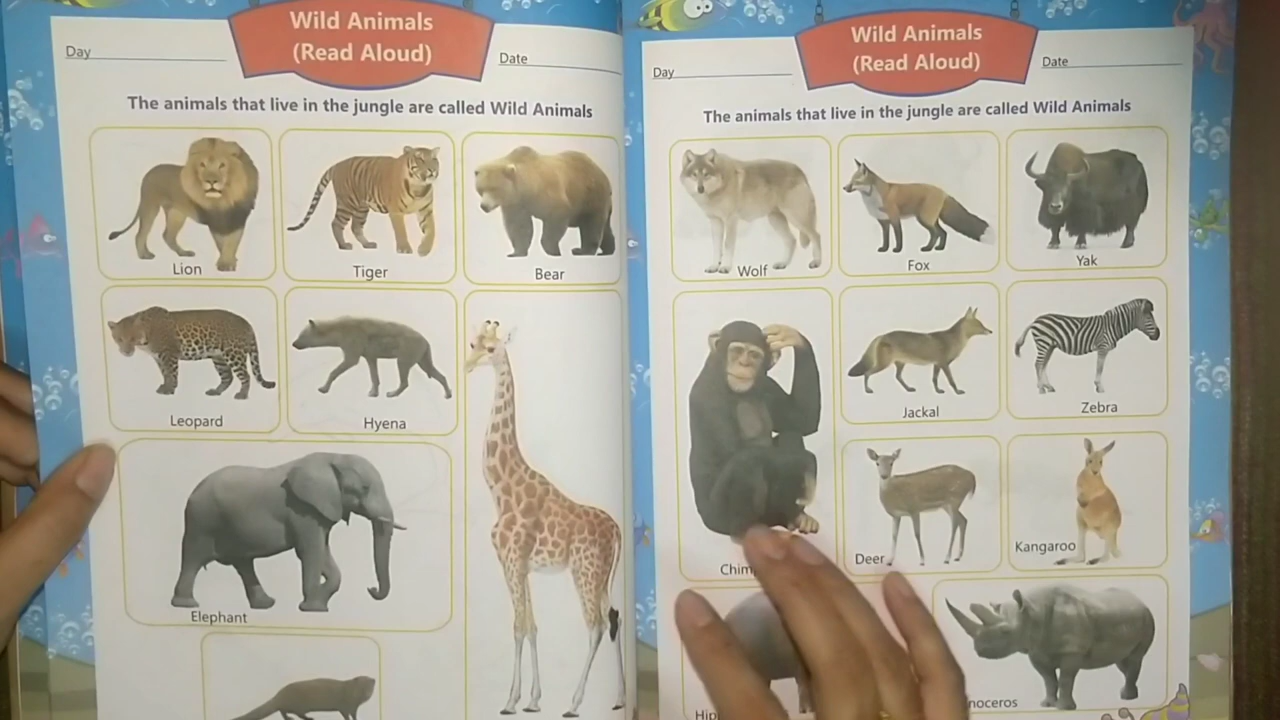 Wild Animals
(Read Aloud)
Day
Date
The animals that live in the jungle are called Wild Animals
Lion
Tiger
Bear
Leopard
Hyena
Elephant
Wild Animals
(Read Aloud)
Day
Date
The animals that live in the jungle are called Wild Animals
Wolf
Fox
Yak
Jackal
Zebra
Deer
Kangaroo